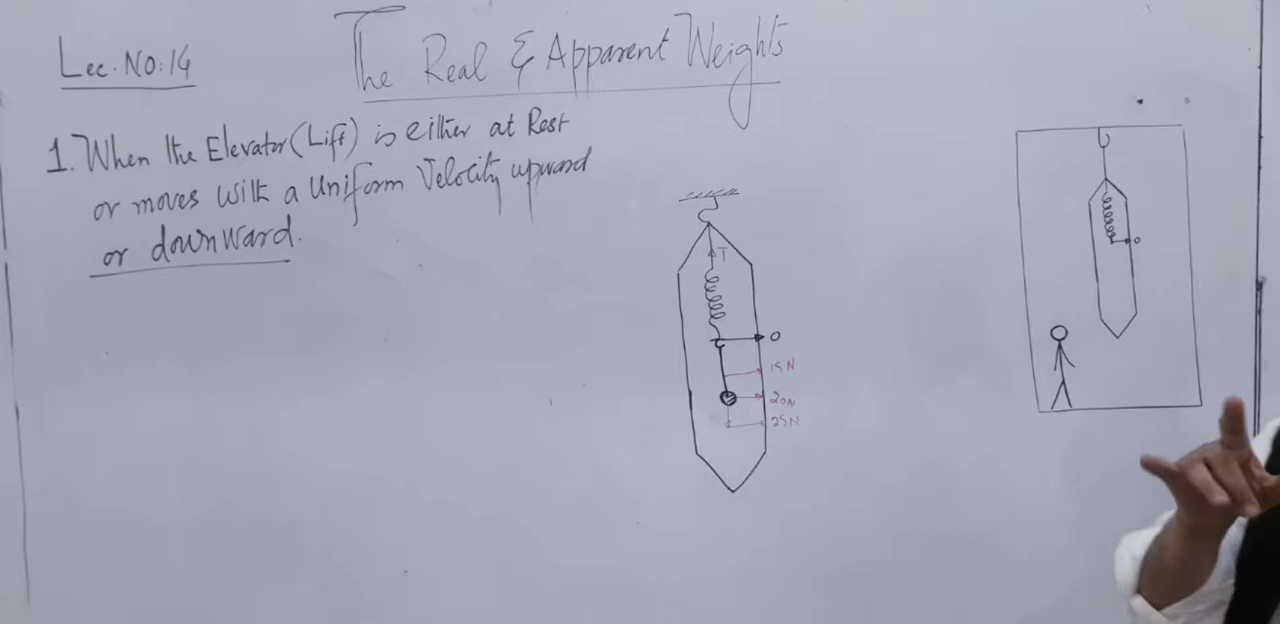 Lec. No: 14
The Real & Apparent Weights
1. When the Elevator (Lift) is either at Rest
or moves with a Uniform Velocity upward
or downward.
T
0
15N
20N
25N
0